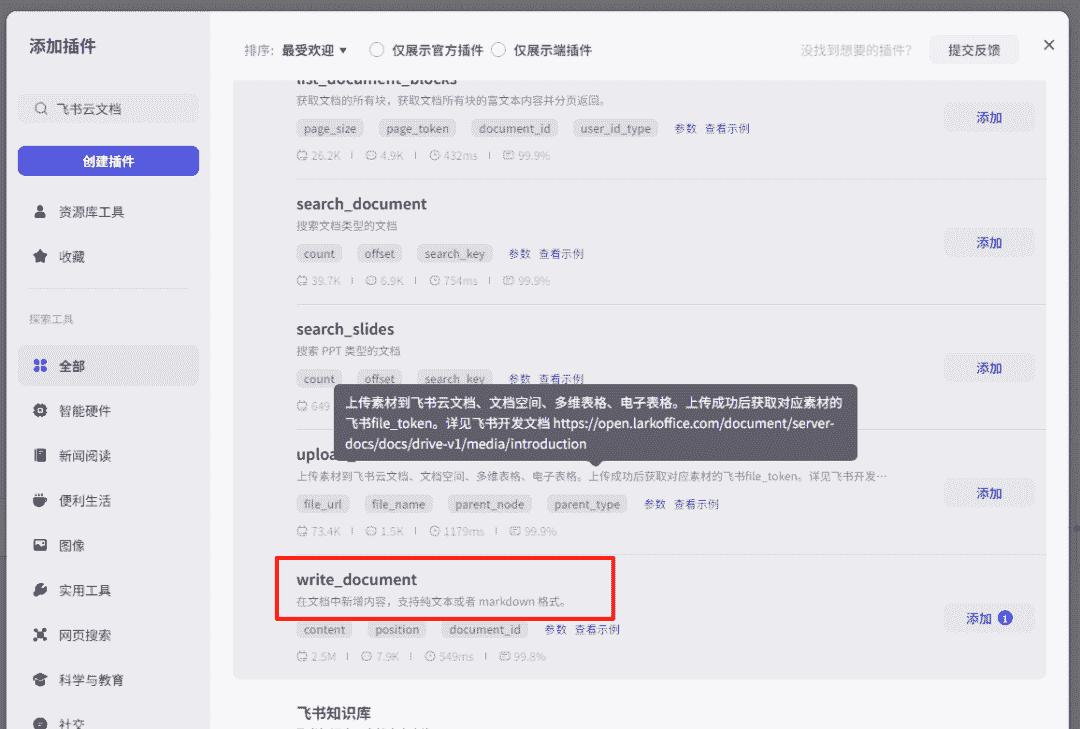 添加插件
飞书云文档
创建插件
资源库工具
收藏
探索工具
全部
智能硬件
新闻阅读
便利生活
图像
实用工具
网页搜索
科学与教育
社交
排序: 最受欢迎 仅展示官方插件 仅展示端插件 没找到想要的插件? 提交反馈
list_document_blocks
获取文档的所有块，获取文档所有块的富文本内容并分页返回。
page_size page_token document_id user_id_type 参数 查看示例
26.2K 4.9K 432ms 99.9%
添加
search_document
搜索文档类型的文档
count offset search_key 参数 查看示例
39.7K 6.9K 754ms 99.9%
添加
search_slides
搜索 PPT 类型的文档
count offset search_key 参数 查看示例
649
添加
上传素材到飞书云文档、文档空间、多维表格、电子表格。上传成功后获取对应素材的
飞书file_token。详见飞书开发文档 https://open.larkoffice.com/document/server-
docs/docs/drive-v1/media/introduction
上传素材到飞书云文档、文档空间、多维表格、电子表格。上传成功后获取对应素材的飞书file_token。详见飞书开发…
file_url file_name parent_node parent_type 参数 查看示例
73.4K 1.5K 1179ms 99.9%
添加
write_document
在文档中新增内容，支持纯文本或者 markdown 格式。
content position document_id 参数 查看示例
2.5M 7.9K 549ms 99.8%
添加 1
飞书知识库